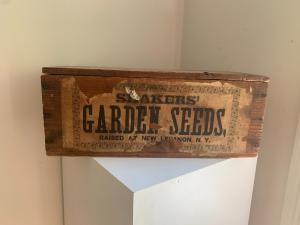 SHAKERS'
GARDEN SEEDS,
RAISED AT NEW LEBANON, N. Y.